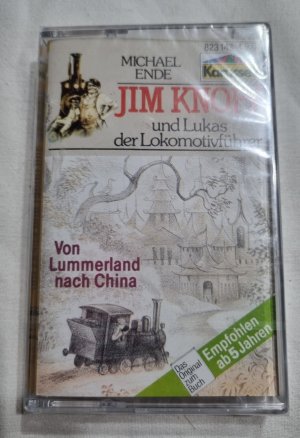 MICHAEL
ENDE
JIM KNOPF
und Lukas
der Lokomotivführer
Von
Lummerland
nach China
Das
Original
zum
Buch
Empfohlen
ab 5 Jahren